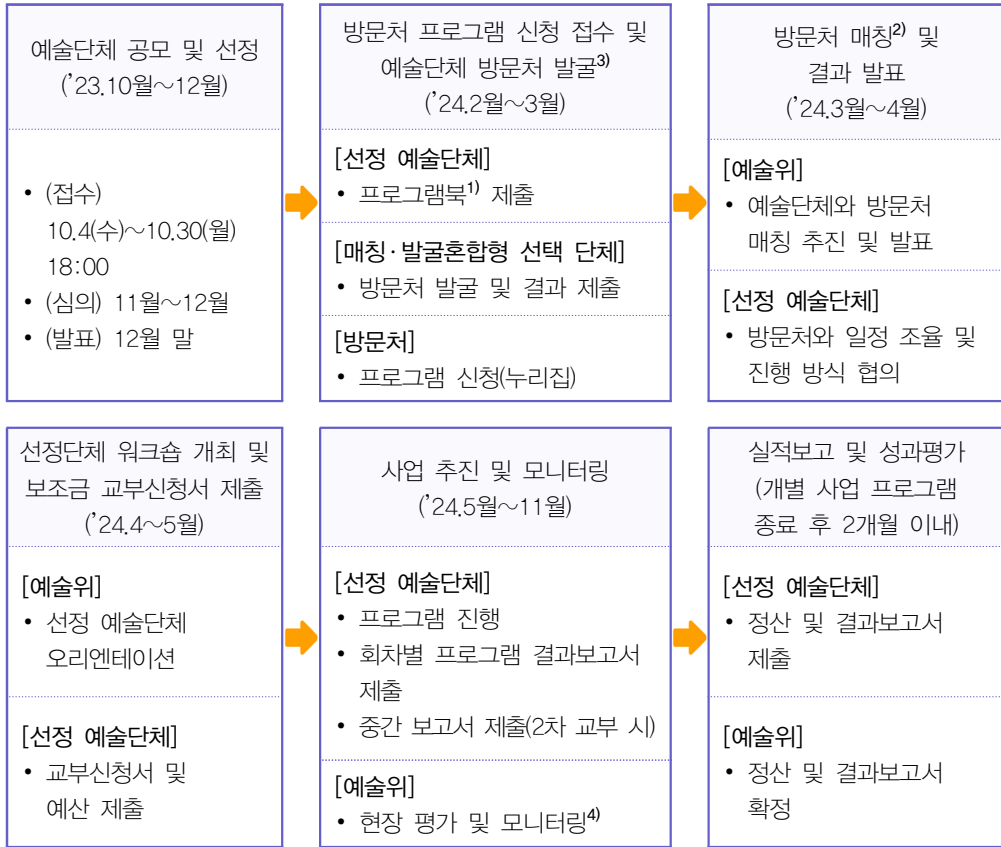 예술단체 공모 및 선정
(’23.10월~12월)
• (접수)
10.4(수)~10.30(월)
18:00
• (심의) 11월~12월
• (발표) 12월 말
방문처 프로그램 신청 접수 및
예술단체 방문처 발굴3)
(’24.2월~3월)
[선정 예술단체]
• 프로그램북1) 제출
[매칭·발굴혼합형 선택 단체]
• 방문처 발굴 및 결과 제출
[방문처]
• 프로그램 신청(누리집)
방문처 매칭2) 및
결과 발표
(’24.3월~4월)
[예술위]
• 예술단체와 방문처
매칭 추진 및 발표
[선정 예술단체]
• 방문처와 일정 조율 및
진행 방식 협의
선정단체 워크숍 개최 및
보조금 교부신청서 제출
(’24.4~5월)
[예술위]
• 선정 예술단체
오리엔테이션
[선정 예술단체]
• 교부신청서 및
예산 제출
사업 추진 및 모니터링
(’24.5월~11월)
[선정 예술단체]
• 프로그램 진행
• 회차별 프로그램 결과보고서
제출
• 중간 보고서 제출(2차 교부 시)
[예술위]
• 현장 평가 및 모니터링4)
실적보고 및 성과평가
(개별 사업 프로그램
종료 후 2개월 이내)
[선정 예술단체]
• 정산 및 결과보고서
제출
[예술위]
• 정산 및 결과보고서
확정